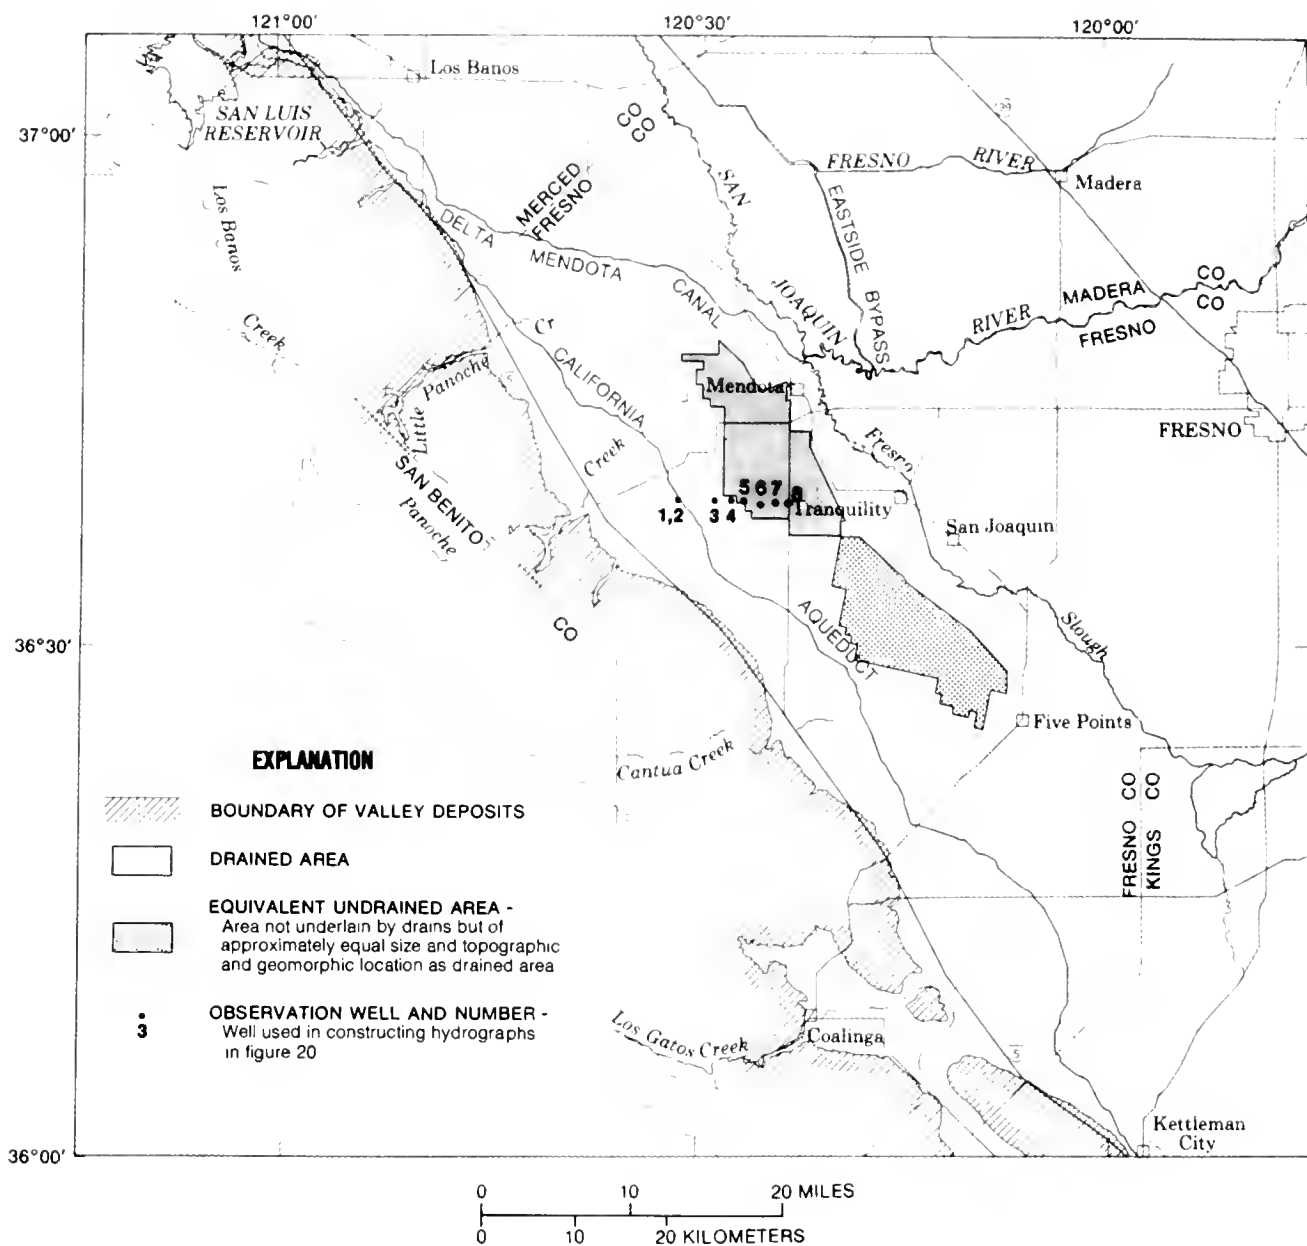 121°00′
120°30′
120°00′
37°00′
36°30′
36°00′
Los Banos
SAN LUIS
RESERVOIR
CO
CO
99
FRESNO RIVER
Madera
SAN
JOAQUIN
RIVER
EASTSIDE BYPASS
MERCED
FRESNO
DELTA
MENDOTA
CANAL
MADERA CO
FRESNO CO
Los Banos
Creek
Cr
Panoche
Little
CALIFORNIA
Mendota
FRESNO
Fresno
Creek
SAN BENITO
Panoche
CO
1,2 3 4 5 6 7 8
Tranquility
San Joaquin
AQUEDUCT
Slough
Five Points
Cantua Creek
FRESNO CO
KINGS CO
EXPLANATION
BOUNDARY OF VALLEY DEPOSITS
DRAINED AREA
EQUIVALENT UNDRAINED AREA -
Area not underlain by drains but of
approximately equal size and topographic
and geomorphic location as drained area
OBSERVATION WELL AND NUMBER -
3
Well used in constructing hydrographs
in figure 20
Los Gatos Creek
Coalinga
5
Kettleman
City
0 10 20 MILES
0 10 20 KILOMETERS